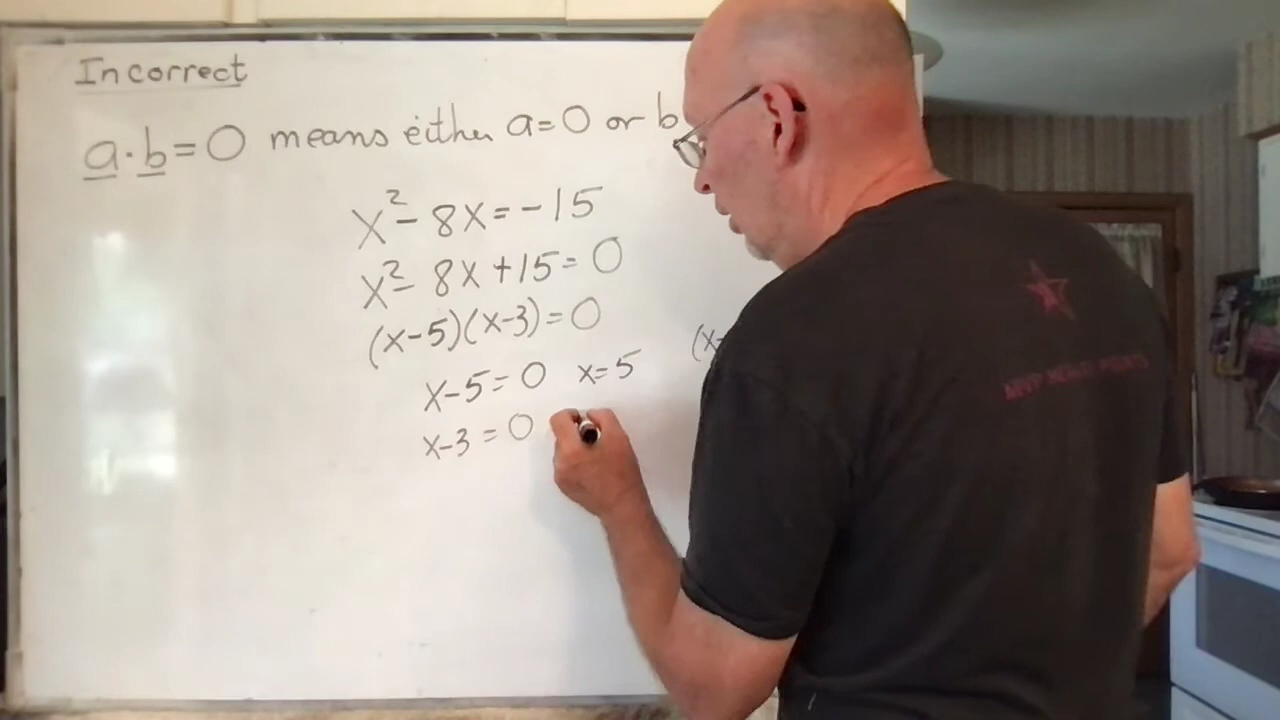 Incorrect
a·b=0 means either a=0 or b
x²-8x=-15
x²-8x+15=0
(x-5)(x-3)=0
(x-
x-5=0 x=5
x-3=0